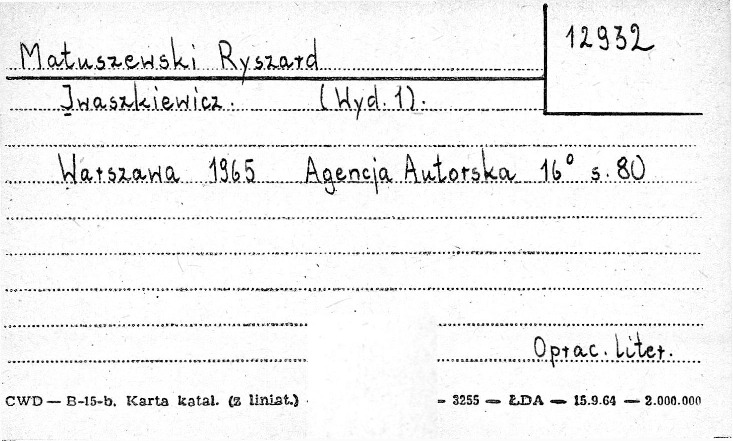 12932
Matuszewski Ryszard
Iwaszkiewicz. (Wyd. 1).
Warszawa 1965 Agencja Autorska 16° s. 80
Oprac. liter.
CWD — B-15-b. Karta katal. (z liniat.) - 3255 — ŁDA — 15.9.64 — 2.000.000